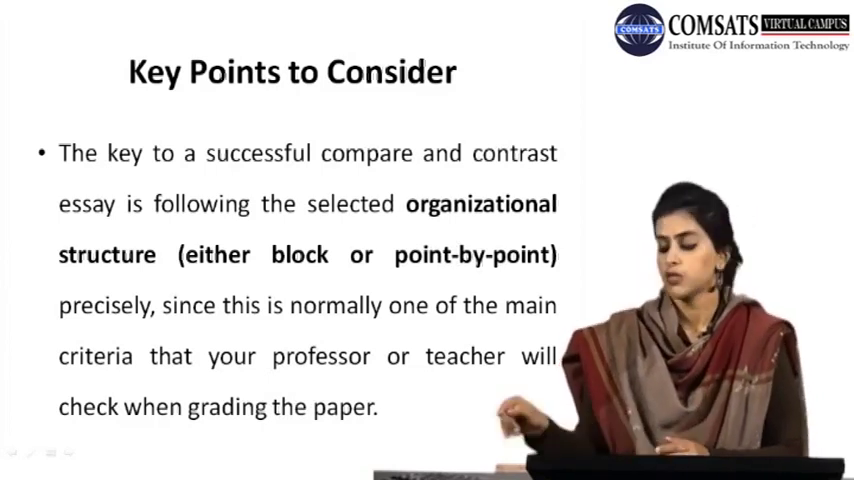 COMSATS VIRTUAL CAMPUS
COMSATS
Institute Of Information Technology
Key Points to Consider
• The key to a successful compare and contrast
essay is following the selected organizational
structure (either block or point-by-point)
precisely, since this is normally one of the main
criteria that your professor or teacher will
check when grading the paper.